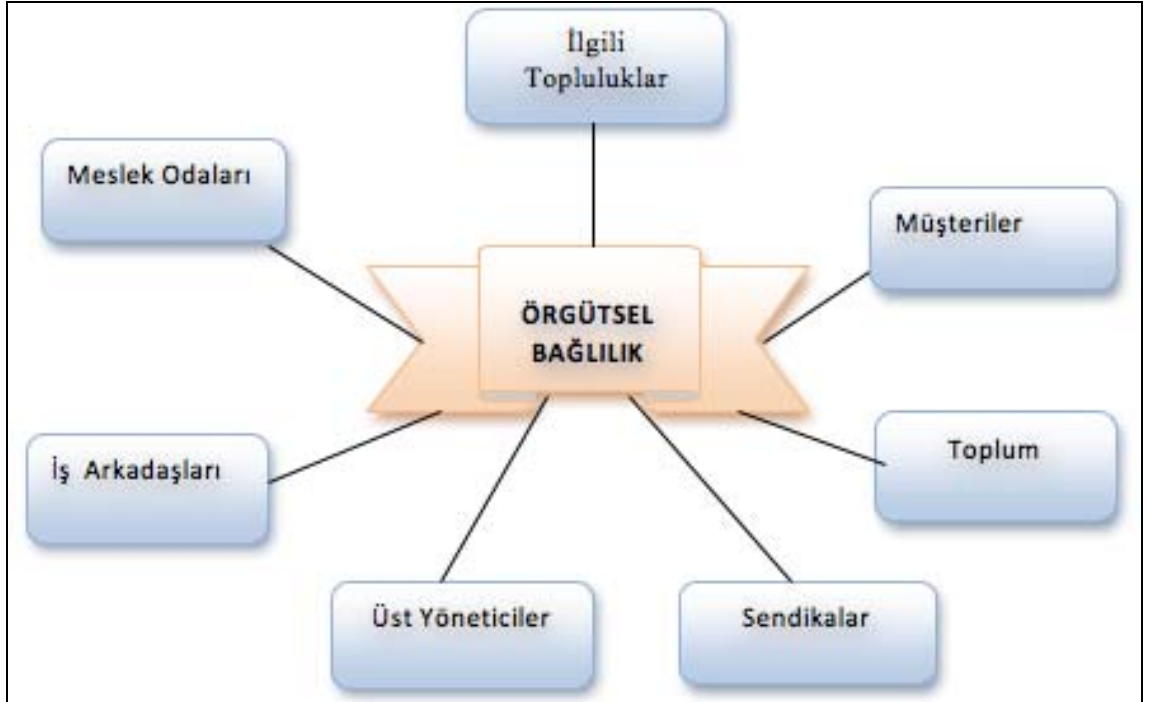 İlgili
Topluluklar
Meslek Odaları
Müşteriler
ÖRGÜTSEL
BAĞLILIK
İş Arkadaşları
Toplum
Üst Yöneticiler
Sendikalar